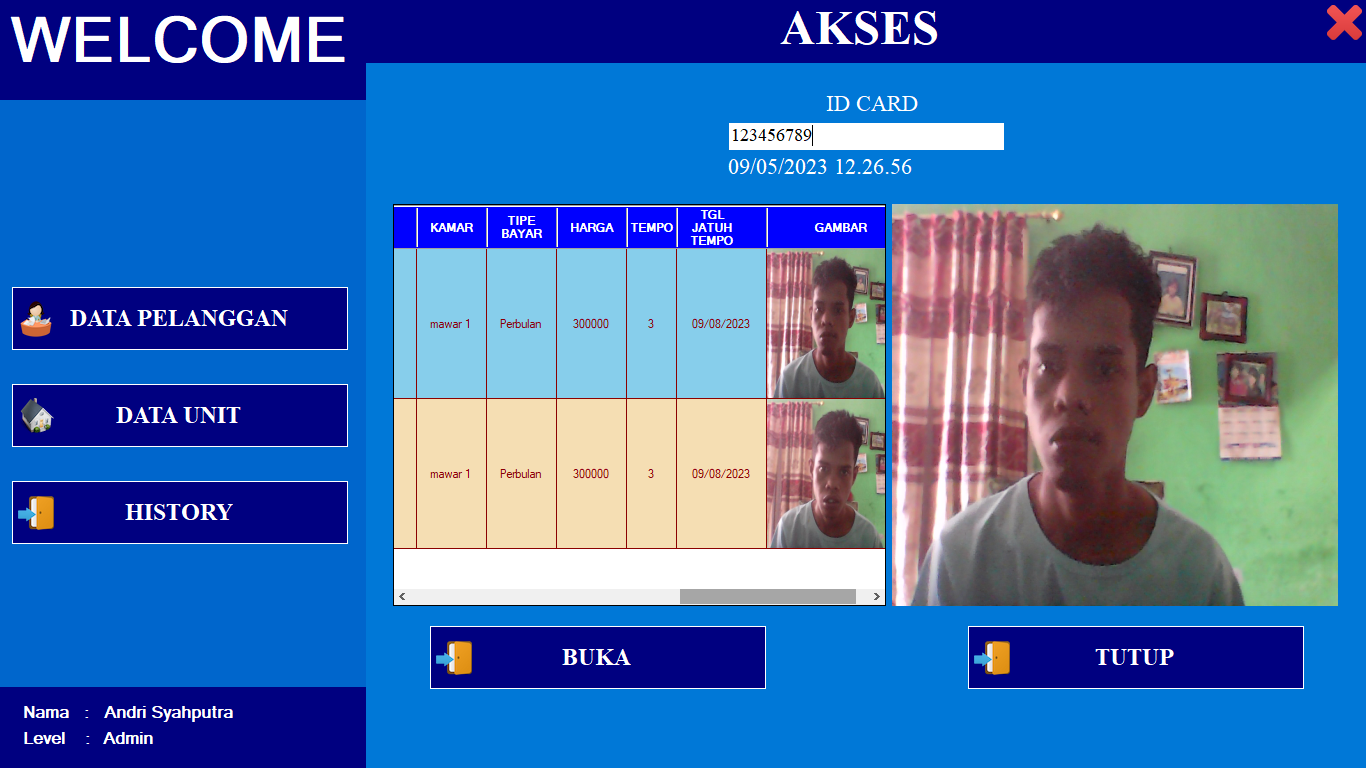 WELCOME
AKSES
ID CARD
123456789
09/05/2023 12.26.56
KAMAR TIPE BAYAR HARGA TEMPO TGL JATUH TEMPO GAMBAR
mawar 1 Perbulan 300000 3 09/08/2023
mawar 1 Perbulan 300000 3 09/08/2023
DATA PELANGGAN
DATA UNIT
HISTORY
BUKA
TUTUP
Nama : Andri Syahputra
Level : Admin